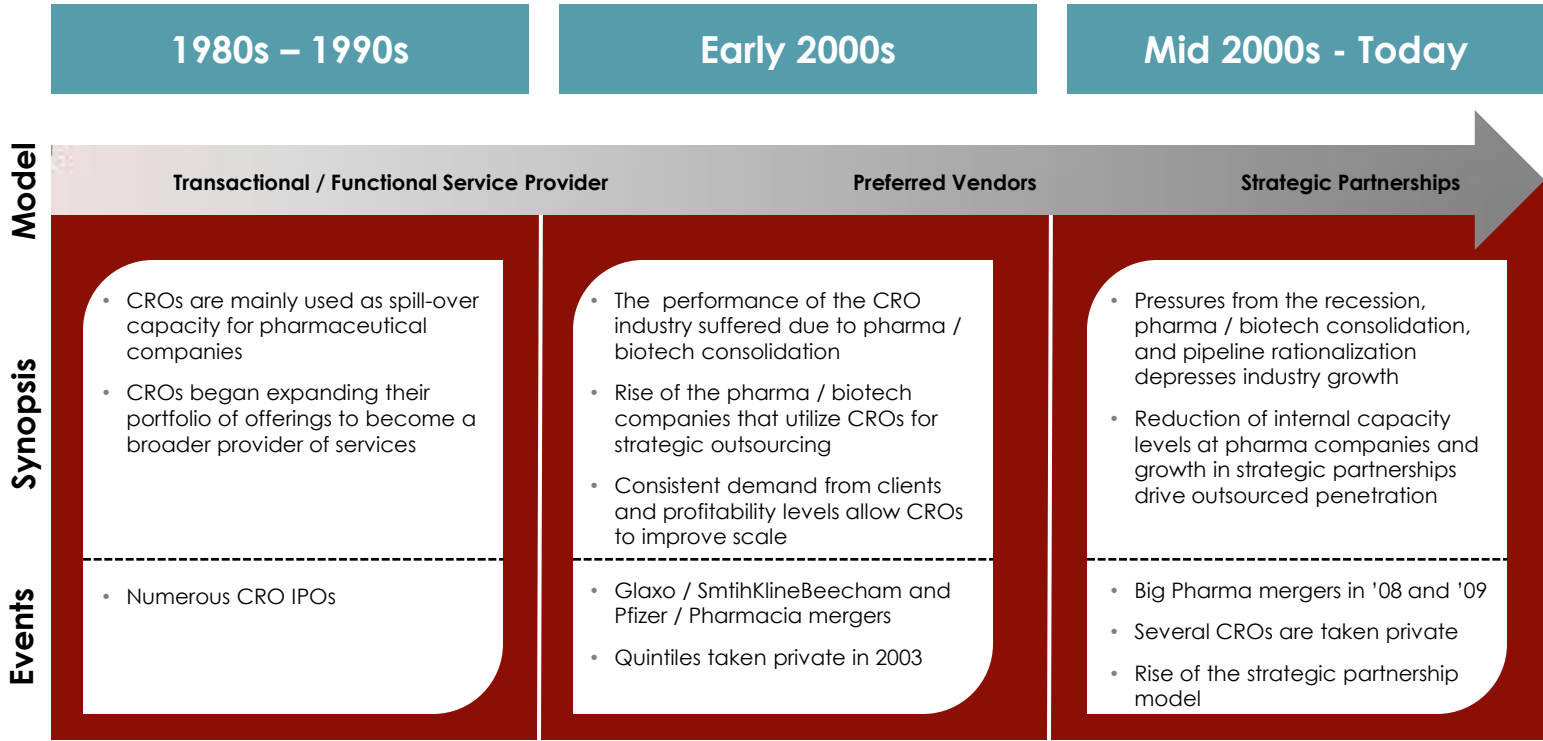 1980s – 1990s
Early 2000s
Mid 2000s - Today
Model
Transactional / Functional Service Provider
Preferred Vendors
Strategic Partnerships
Synopsis
• CROs are mainly used as spill-over
capacity for pharmaceutical
companies
• CROs began expanding their
portfolio of offerings to become a
broader provider of services
• The  performance of the CRO
industry suffered due to pharma /
biotech consolidation
• Rise of the pharma / biotech
companies that utilize CROs for
strategic outsourcing
• Consistent demand from clients
and profitability levels allow CROs
to improve scale
• Pressures from the recession,
pharma / biotech consolidation,
and pipeline rationalization
depresses industry growth
• Reduction of internal capacity
levels at pharma companies and
growth in strategic partnerships
drive outsourced penetration
Events
• Numerous CRO IPOs
• Glaxo / SmtihKlineBeecham and
Pfizer / Pharmacia mergers
• Quintiles taken private in 2003
• Big Pharma mergers in ’08 and ’09
• Several CROs are taken private
• Rise of the strategic partnership
model